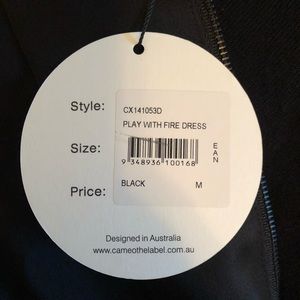 Style: CX141053D
PLAY WITH FIRE DRESS
Size:
EAN
9 348936 100168
Price: BLACK M
Designed in Australia
www.cameothelabel.com.au